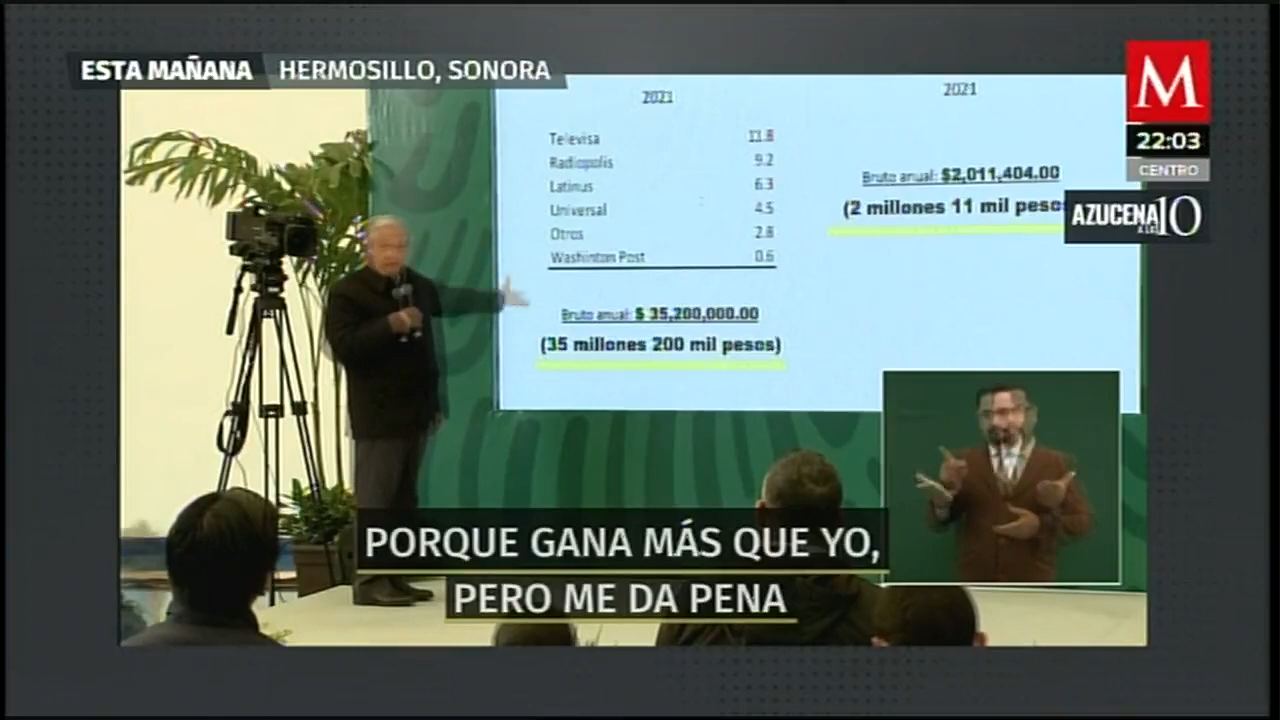 ESTA MAÑANA HERMOSILLO, SONORA
M
22:03
CENTRO
AZUCENA A LAS 10
2021
Televisa 11.8
Radiopolis 9.2
Latinus 6.3
Universal 4.5
Otros 2.8
Washinton Post 0.6
Bruto anual: $ 35,200,000.00
(35 millones 200 mil pesos)
2021
Bruto anual: $2,011,404.00
(2 millones 11 mil peso
PORQUE GANA MÁS QUE YO,
PERO ME DA PENA